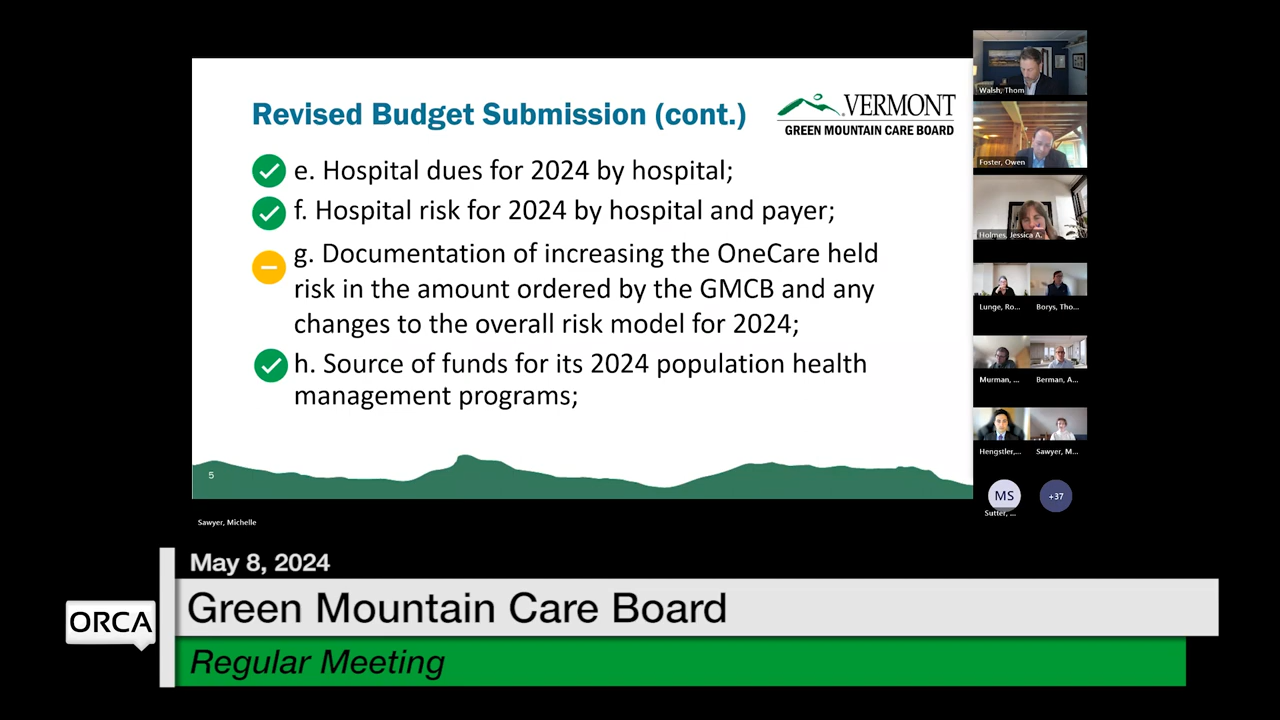 Revised Budget Submission (cont.)
VERMONT
GREEN MOUNTAIN CARE BOARD
e. Hospital dues for 2024 by hospital;
f. Hospital risk for 2024 by hospital and payer;
g. Documentation of increasing the OneCare held
risk in the amount ordered by the GMCB and any
changes to the overall risk model for 2024;
h. Source of funds for its 2024 population health
management programs;
5
Sawyer, Michelle
Walsh, Thom
Foster, Owen
Holmes, Jessica A.
Lunge, Ro...
Borys, Tho...
Murman, ...
Berman, A...
Hengstler,...
Sawyer, M...
MS
+37
Sutter, ...
May 8, 2024
ORCA
Green Mountain Care Board
Regular Meeting